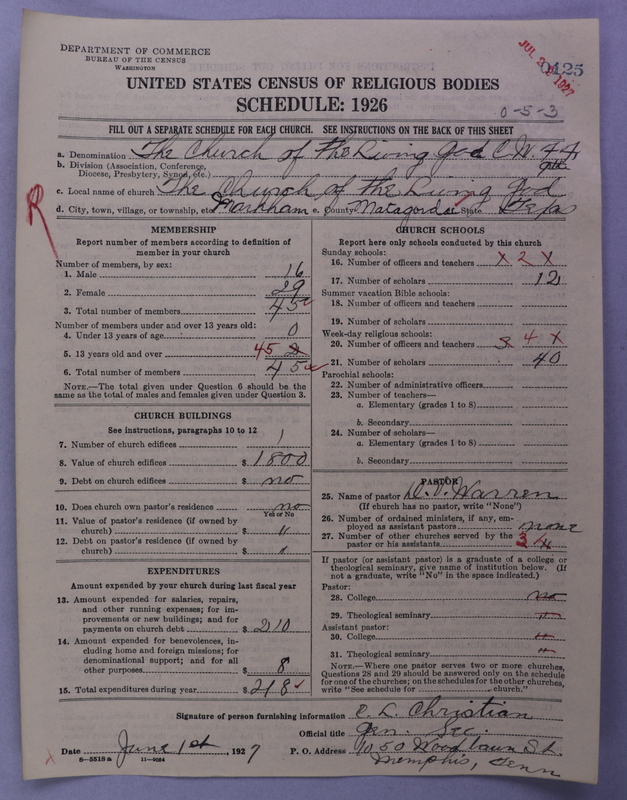 DEPARTMENT OF COMMERCE
BUREAU OF THE CENSUS
WASHINGTON
0425
UNITED STATES CENSUS OF RELIGIOUS BODIES
SCHEDULE: 1926
0-5-3
FILL OUT A SEPARATE SCHEDULE FOR EACH CHURCH. SEE INSTRUCTIONS ON THE BACK OF THIS SHEET
a. Denomination The Church of the Living God C.W.F.F.
b. Division (Association, Conference, Diocese, Presbytery, Synod, etc.)
c. Local name of church The Church of the Living God
d. City, town, village, or township, etc. Markham e. County Matagorda State Texas
MEMBERSHIP
Report number of members according to definition of member in your church
Number of members, by sex:
1. Male 16
2. Female 29
3. Total number of members 45
Number of members under and over 13 years old:
4. Under 13 years of age 0
5. 13 years old and over 45
6. Total number of members 45
NOTE.—The total given under Question 6 should be the same as the total of males and females given under Question 3.
CHURCH BUILDINGS
See instructions, paragraphs 10 to 12
7. Number of church edifices 1
8. Value of church edifices $ 1800
9. Debt on church edifices $ no
10. Does church own pastor's residence no
Yes or No
11. Value of pastor's residence (if owned by church) $ "
12. Debt on pastor's residence (if owned by church) $ "
EXPENDITURES
Amount expended by your church during last fiscal year
13. Amount expended for salaries, repairs, and other running expenses; for improvements or new buildings; and for payments on church debt $ 210
14. Amount expended for benevolences, including home and foreign missions; for denominational support; and for all other purposes $ 8
15. Total expenditures during year $ 218
CHURCH SCHOOLS
Report here only schools conducted by this church
Sunday schools:
16. Number of officers and teachers x 2 x
17. Number of scholars 12
Summer vacation Bible schools:
18. Number of officers and teachers
19. Number of scholars
Week-day religious schools:
20. Number of officers and teachers 4 x
21. Number of scholars 40
Parochial schools:
22. Number of administrative officers
23. Number of teachers—
a. Elementary (grades 1 to 8)
b. Secondary
24. Number of scholars—
a. Elementary (grades 1 to 8)
b. Secondary
PASTOR
25. Name of pastor Warren
(If church has no pastor, write "None")
26. Number of ordained ministers, if any, employed as assistant pastors none
27. Number of other churches served by the pastor or his assistants 3
If pastor (or assistant pastor) is a graduate of a college or theological seminary, give name of institution below. (If not a graduate, write "No" in the space indicated.)
Pastor:
28. College no
29. Theological seminary "
Assistant pastor:
30. College "
31. Theological seminary "
NOTE.—Where one pastor serves two or more churches, Questions 28 and 29 should be answered only on the schedule for one of the churches; on the schedules for the other churches, write "See schedule for church."
Signature of person furnishing information C. L. Christian
Official title Gen. Sec.
Date June 1st, 1927 P. O. Address 1050 Woodlawn St.
Memphis, Tenn
8-5518a 11-9084